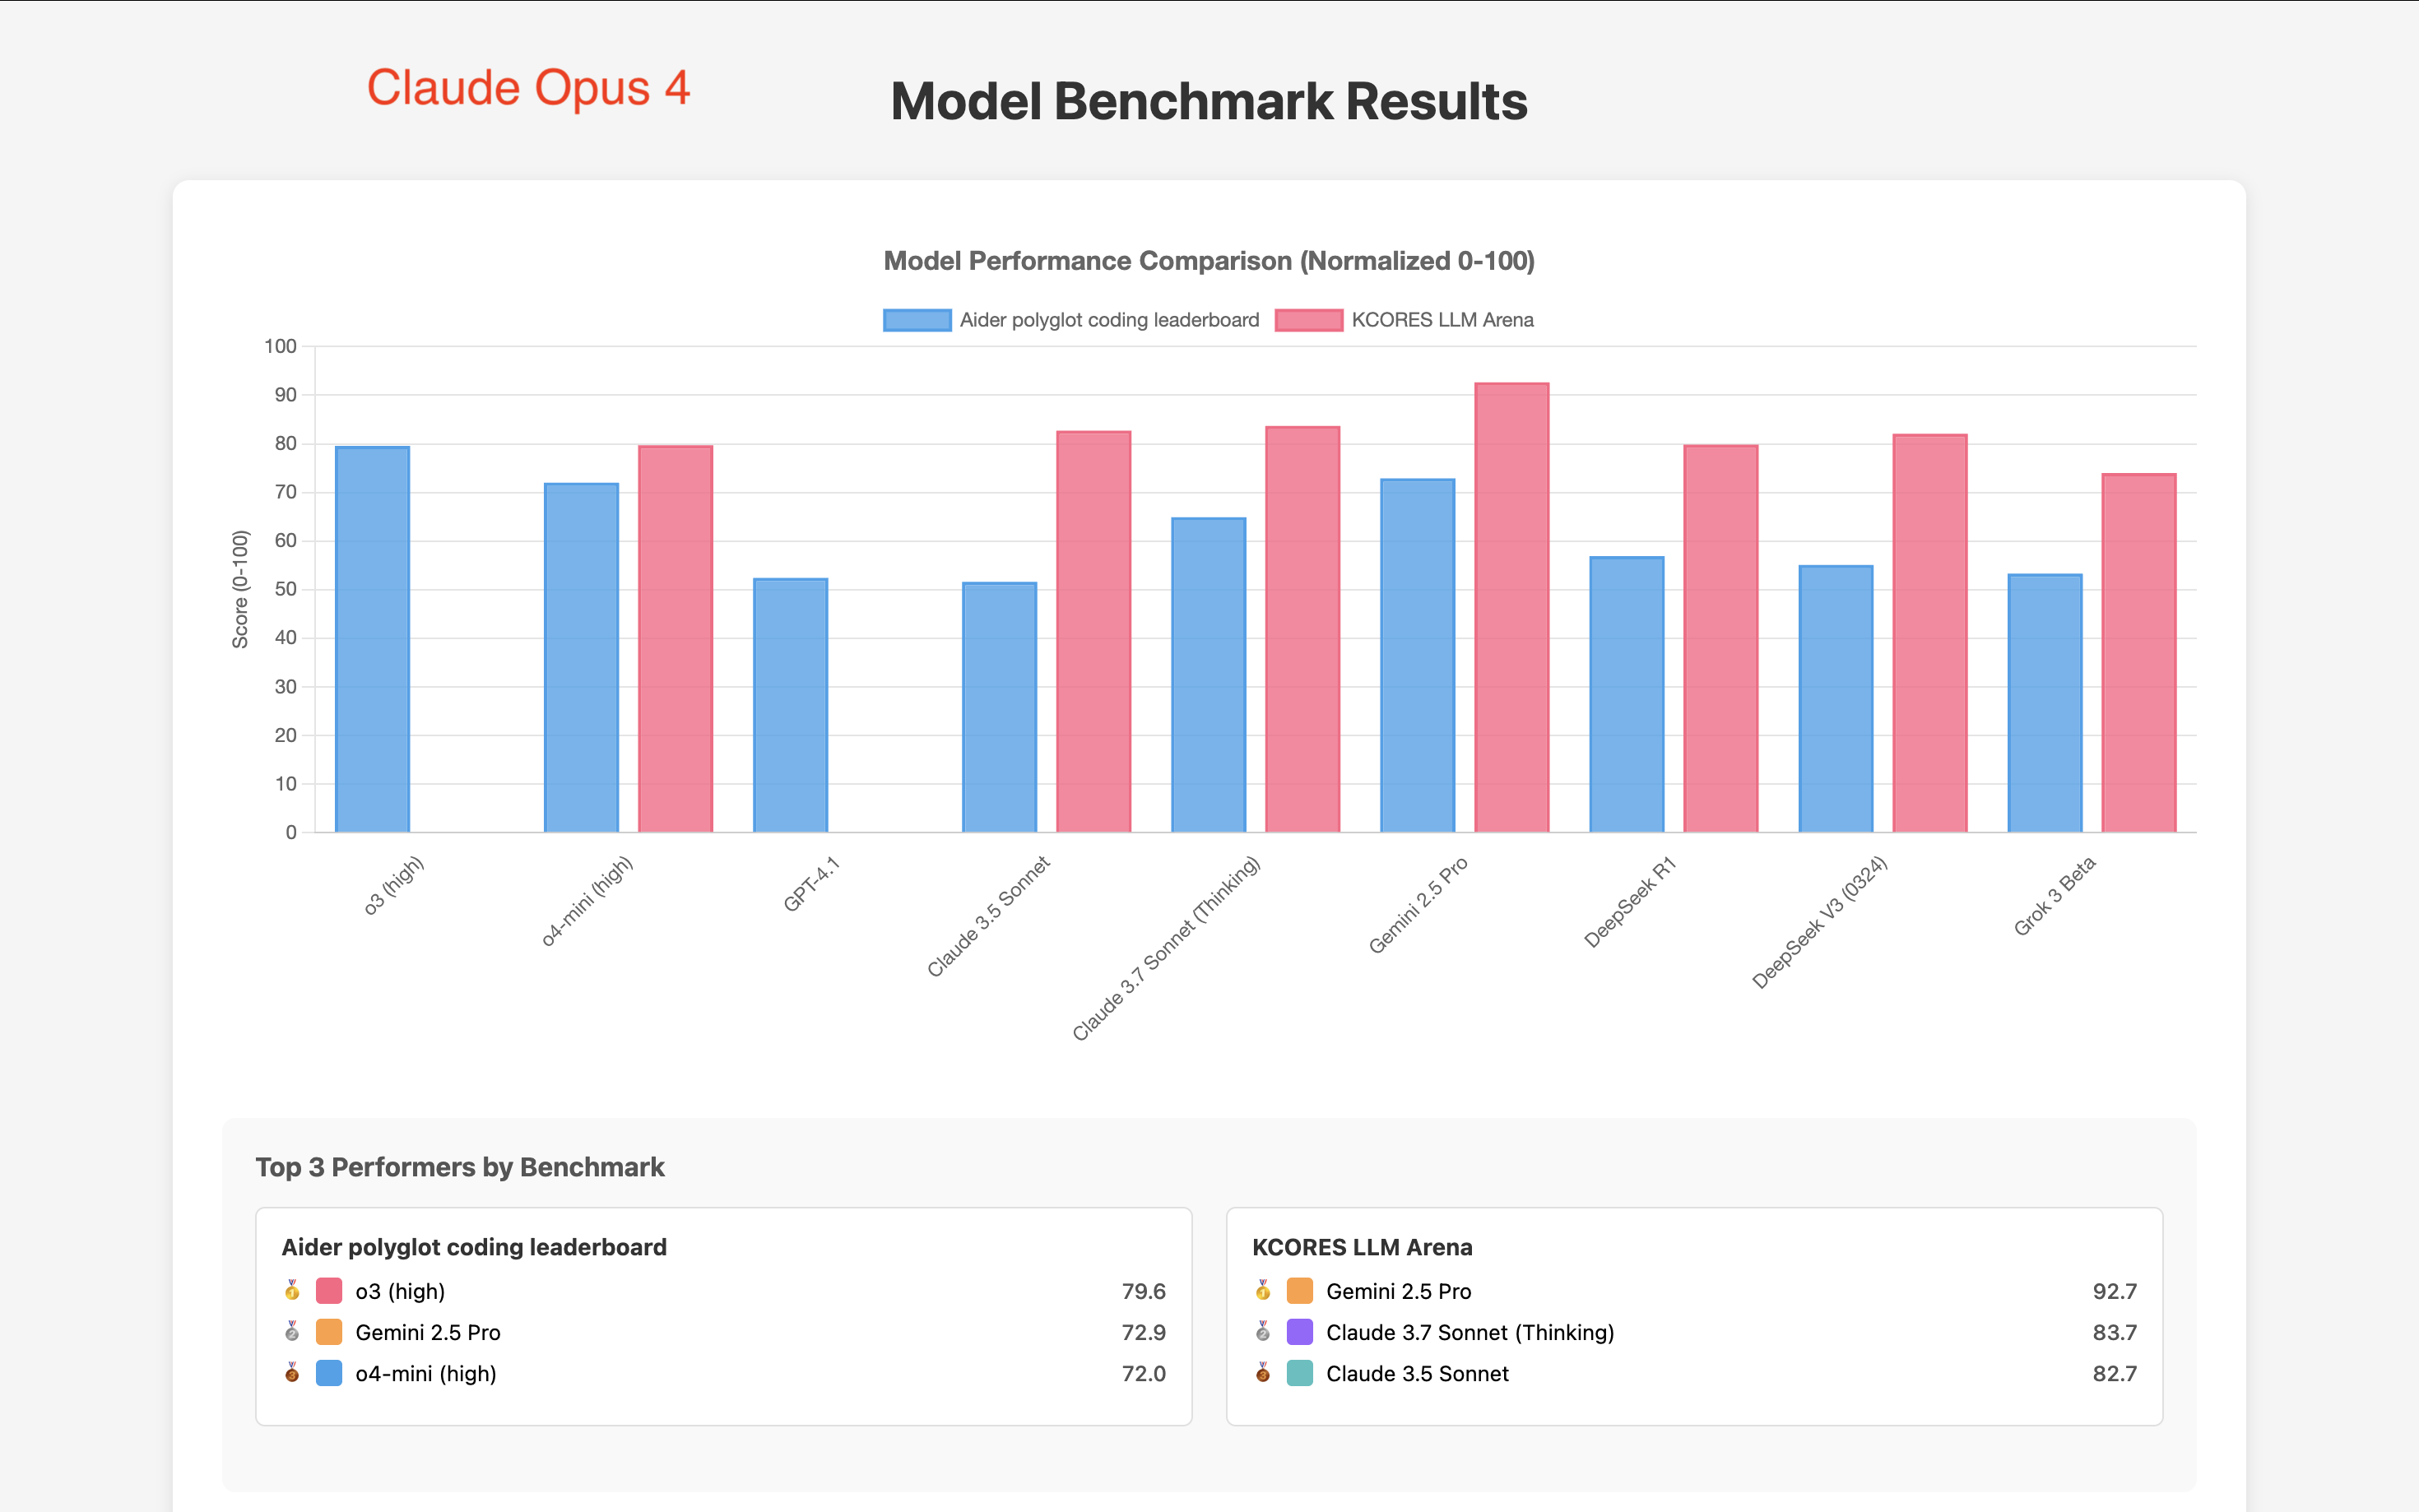 Claude Opus 4
Model Benchmark Results
Model Performance Comparison (Normalized 0-100)
Aider polyglot coding leaderboard
KCORES LLM Arena
100
90
80
70
60
50
40
30
20
10
0
Score (0-100)
o3 (high)
o4-mini (high)
GPT-4.1
Claude 3.5 Sonnet
Claude 3.7 Sonnet (Thinking)
Gemini 2.5 Pro
DeepSeek R1
DeepSeek V3 (0324)
Grok 3 Beta
Top 3 Performers by Benchmark
Aider polyglot coding leaderboard
🥇 o3 (high) 79.6
🥈 Gemini 2.5 Pro 72.9
🥉 o4-mini (high) 72.0
KCORES LLM Arena
🥇 Gemini 2.5 Pro 92.7
🥈 Claude 3.7 Sonnet (Thinking) 83.7
🥉 Claude 3.5 Sonnet 82.7